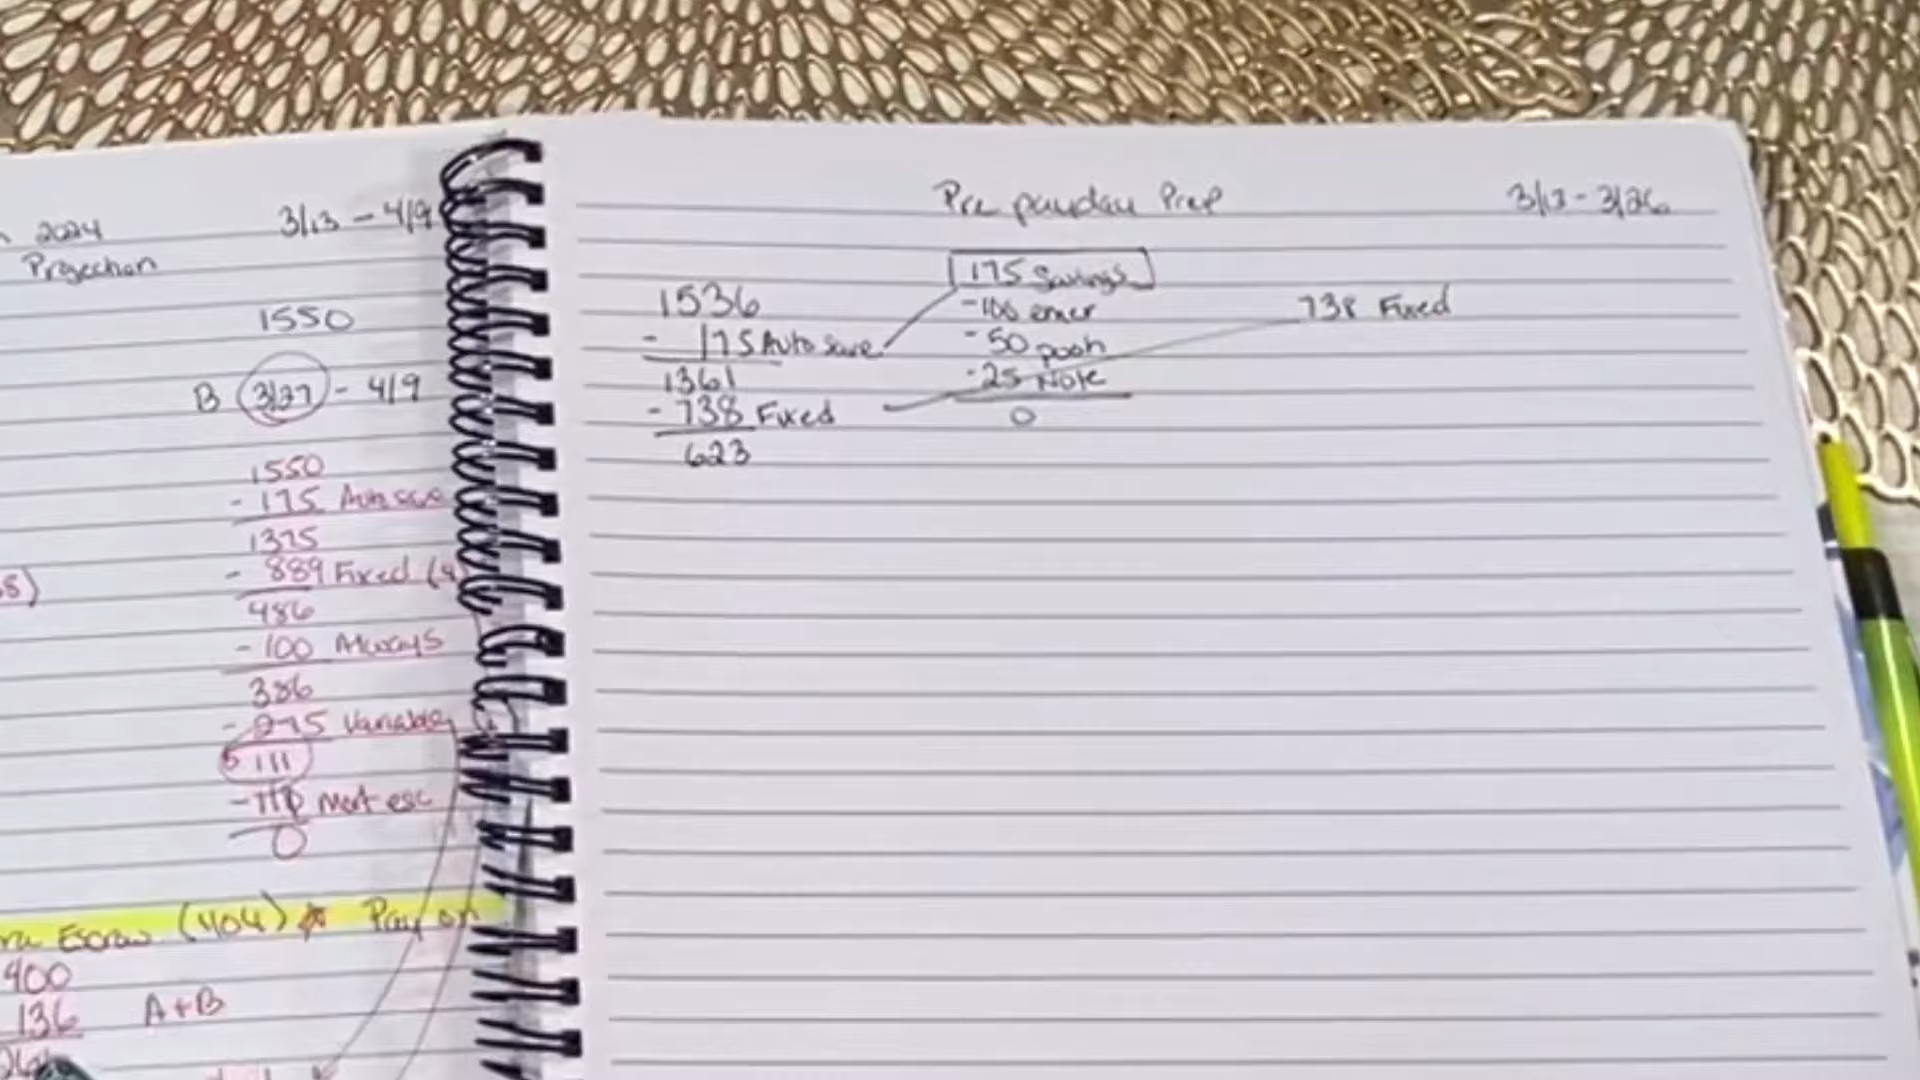 2024
3/13 - 4/9
Projection
1550
B 3/27 - 4/9
1550
- 175 Auto save
1375
- 889 Fixed
486
- 100 Always
386
- 275 Variable
111
Mort esc
0
Escrow (404) Pay on
400
136 A+B
Pre payday Prep 3/13 - 3/26
1536
- 175 Auto save
1361
- 738 Fixed
623
175 Savings
-100 emer
-50 pooh
-25 Note
0
738 Fixed